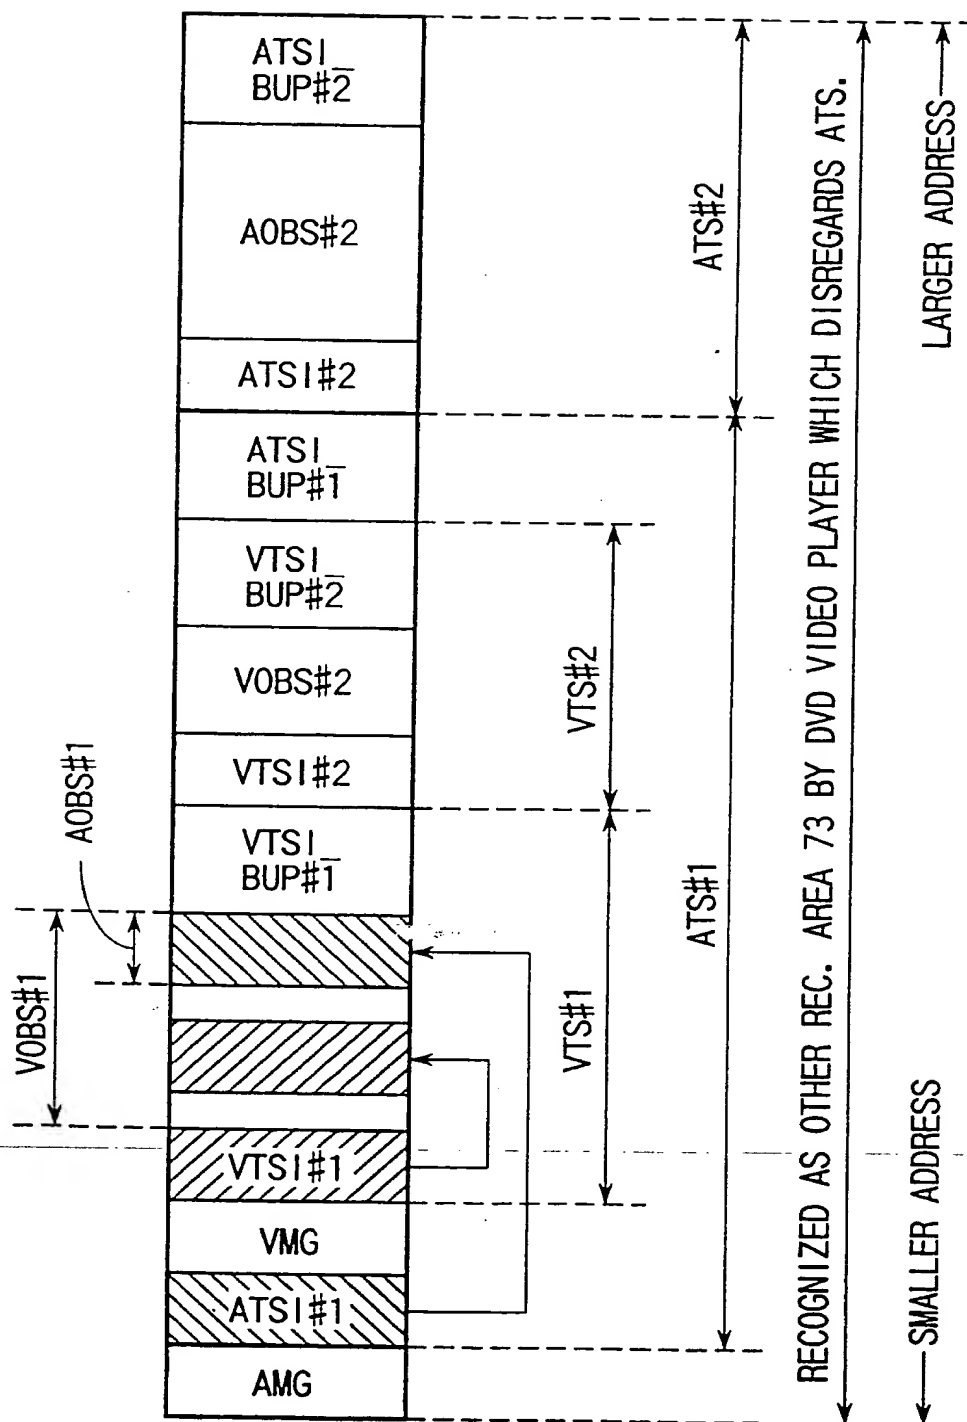 ATSI_
BUP#2
AOBS#2
ATSI#2
ATSI_
BUP#1
VTSI_
BUP#2
VOBS#2
VTSI#2
VTSI_
BUP#1
VTSI#1
VMG
ATSI#1
AMG
AOBS#1
VOBS#1
VTS#2
VTS#1
ATS#2
ATS#1
RECOGNIZED AS OTHER REC. AREA 73 BY DVD VIDEO PLAYER WHICH DISREGARDS ATS.
LARGER ADDRESS
SMALLER ADDRESS